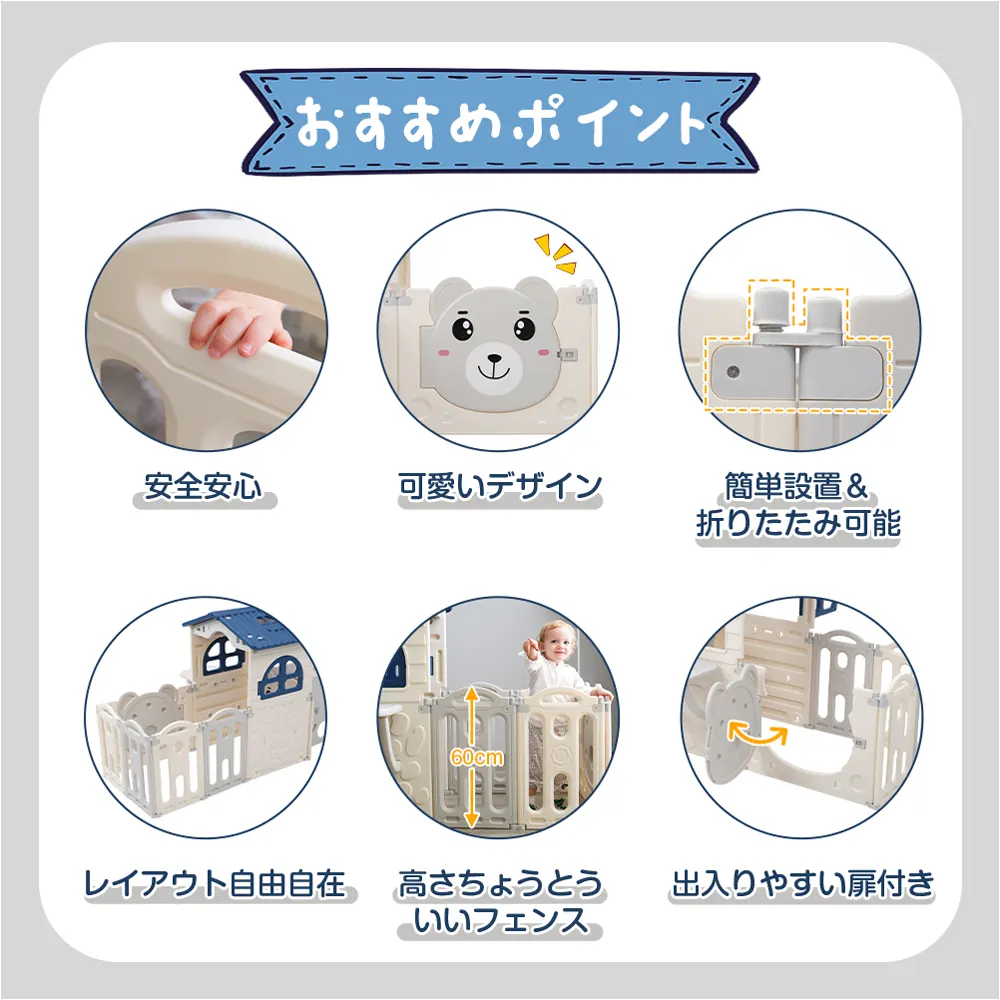 おすすめポイント
安全安心
可愛いデザイン
簡単設置＆
折りたたみ可能
レイアウト自由自在
60cm
高さちょうとう
いいフェンス
出入りやすい扉付き